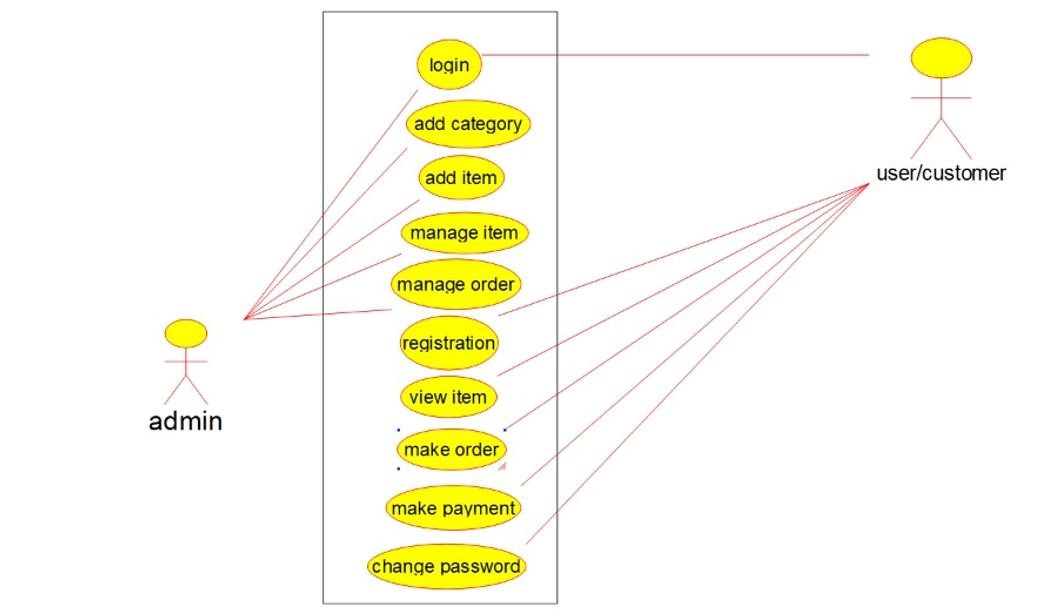 login
add category
add item
manage item
manage order
registration
view item
make order
make payment
change password
user/customer
admin